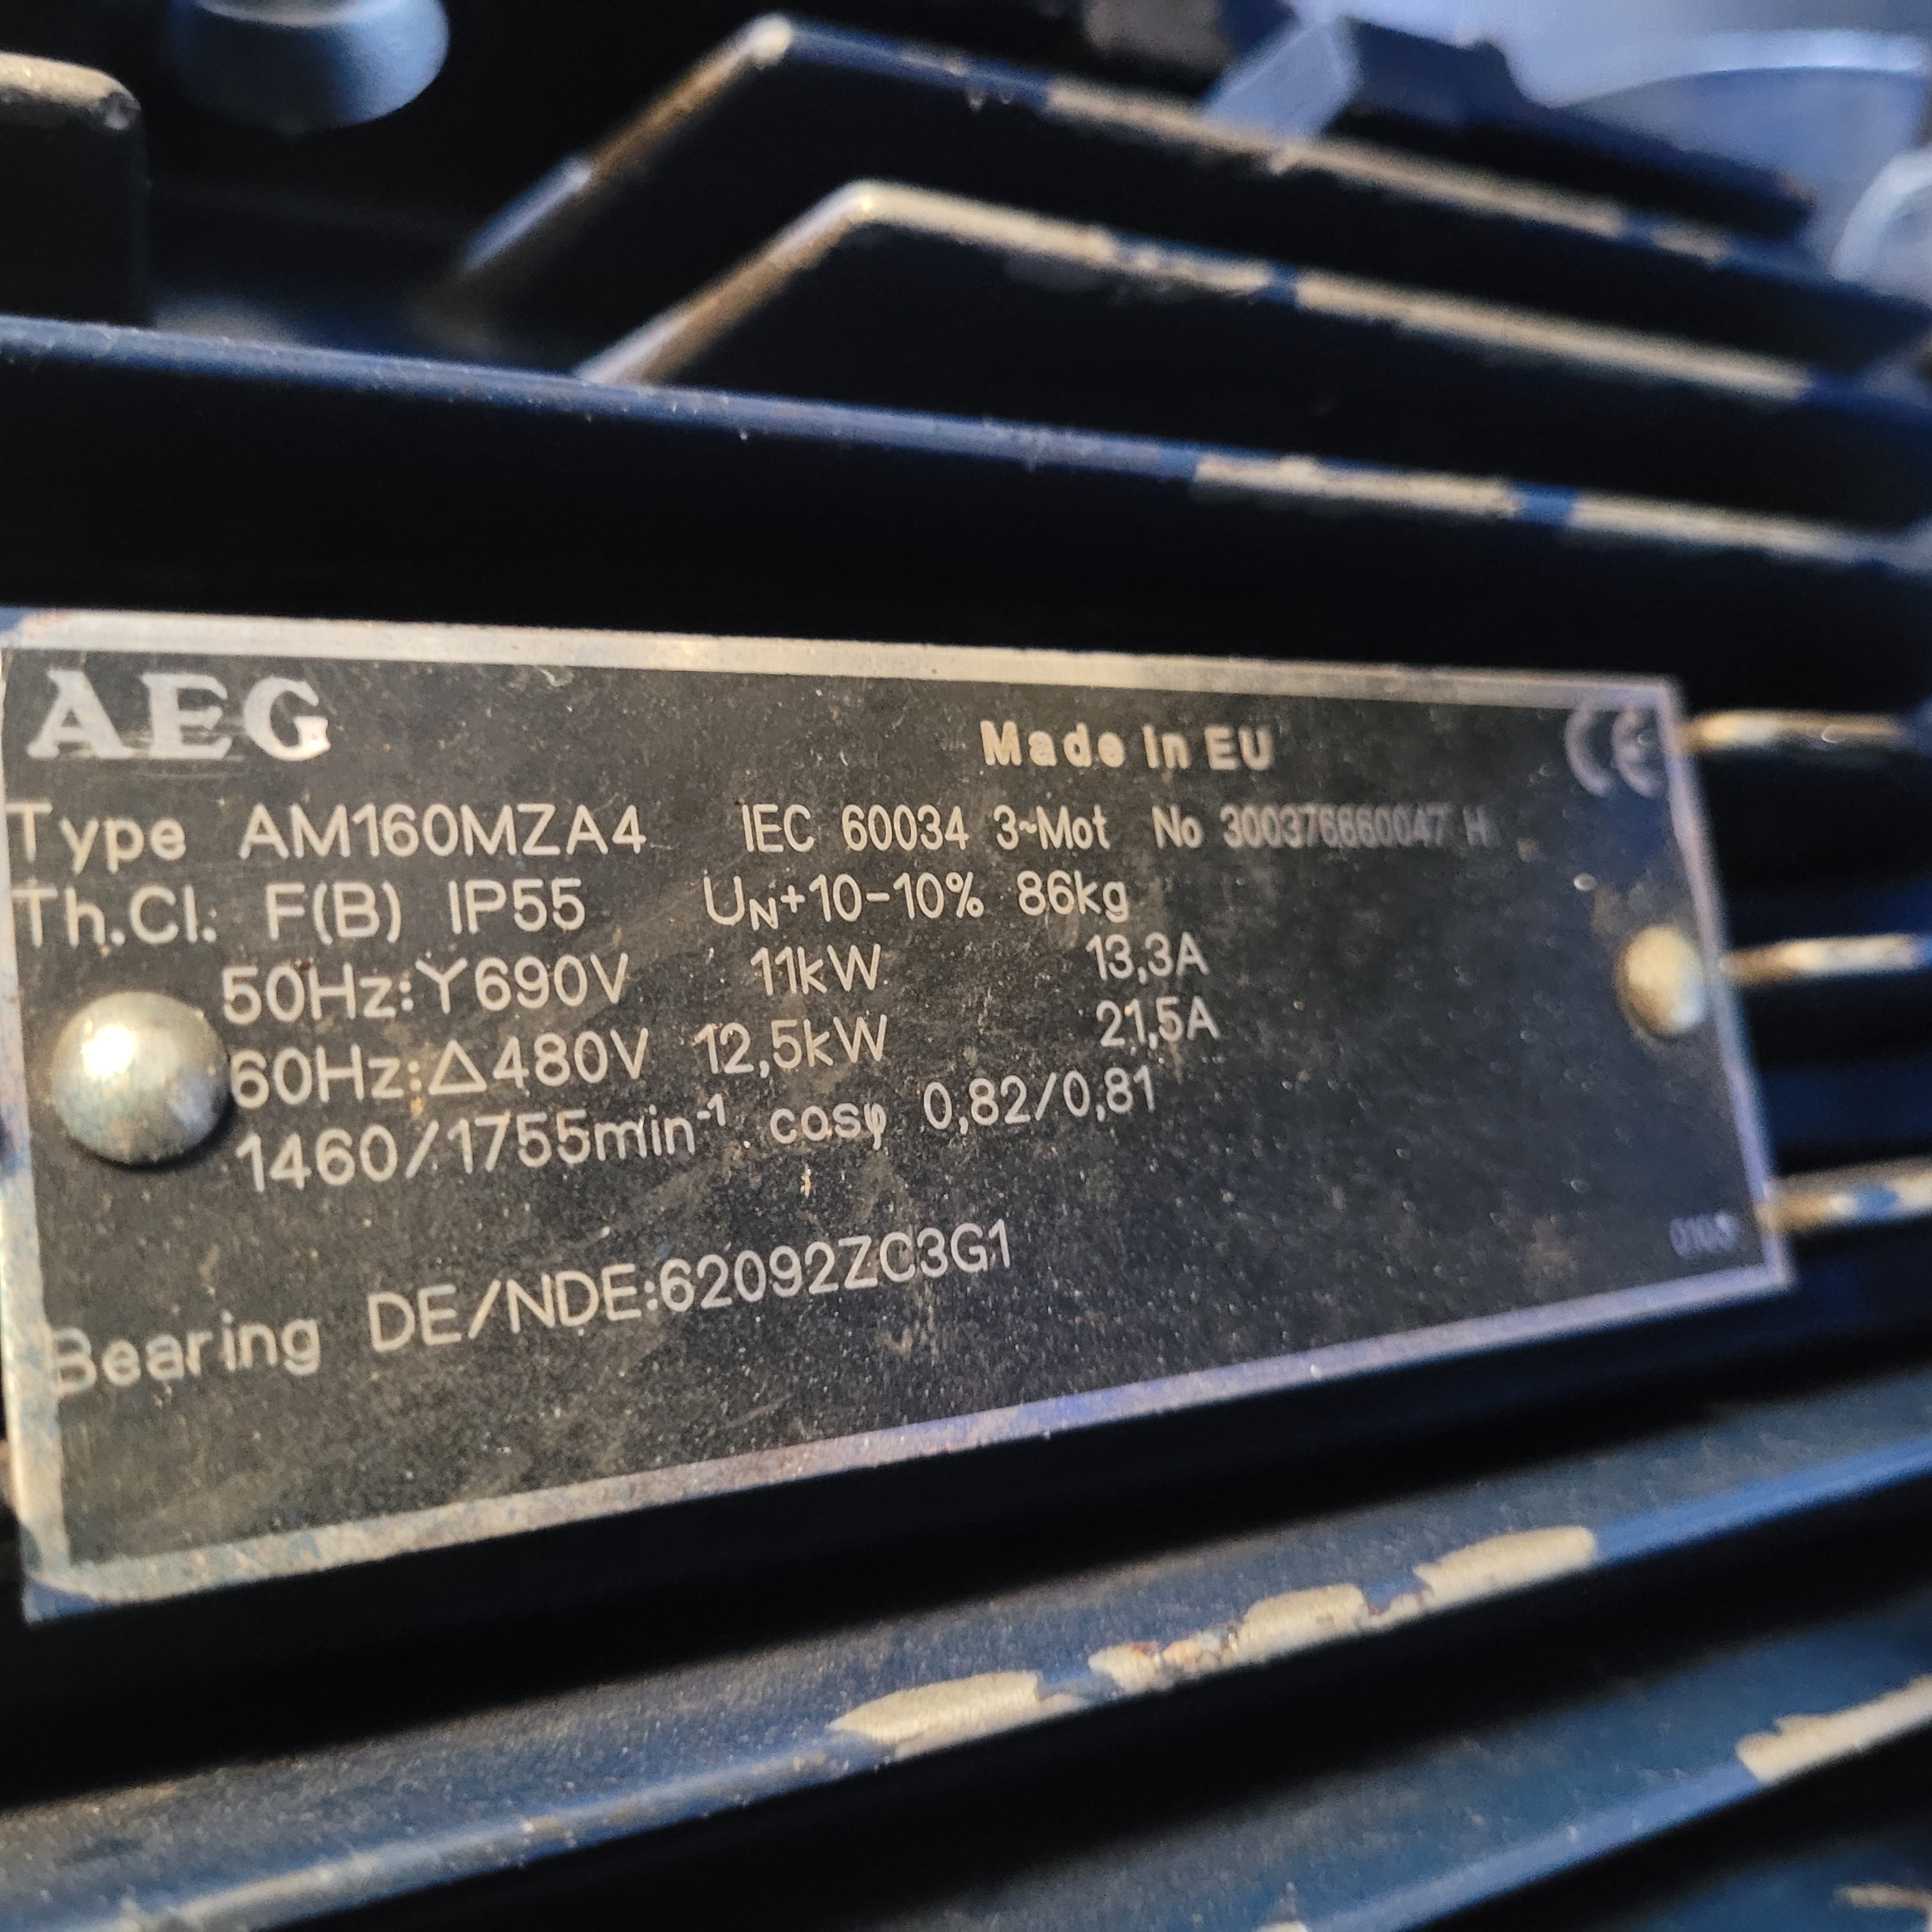 AEG
Made In EU
CE
Type AM160MZA4 IEC 60034 3~Mot No
Th.Cl. F(B) IP55 UN+10-10% 86kg
50Hz:Y690V 11kW 13,3A
60Hz:Δ480V 12,5kW 21,5A
1460/1755min-1 cosφ 0,82/0,81
Bearing DE/NDE:62092ZC3G1